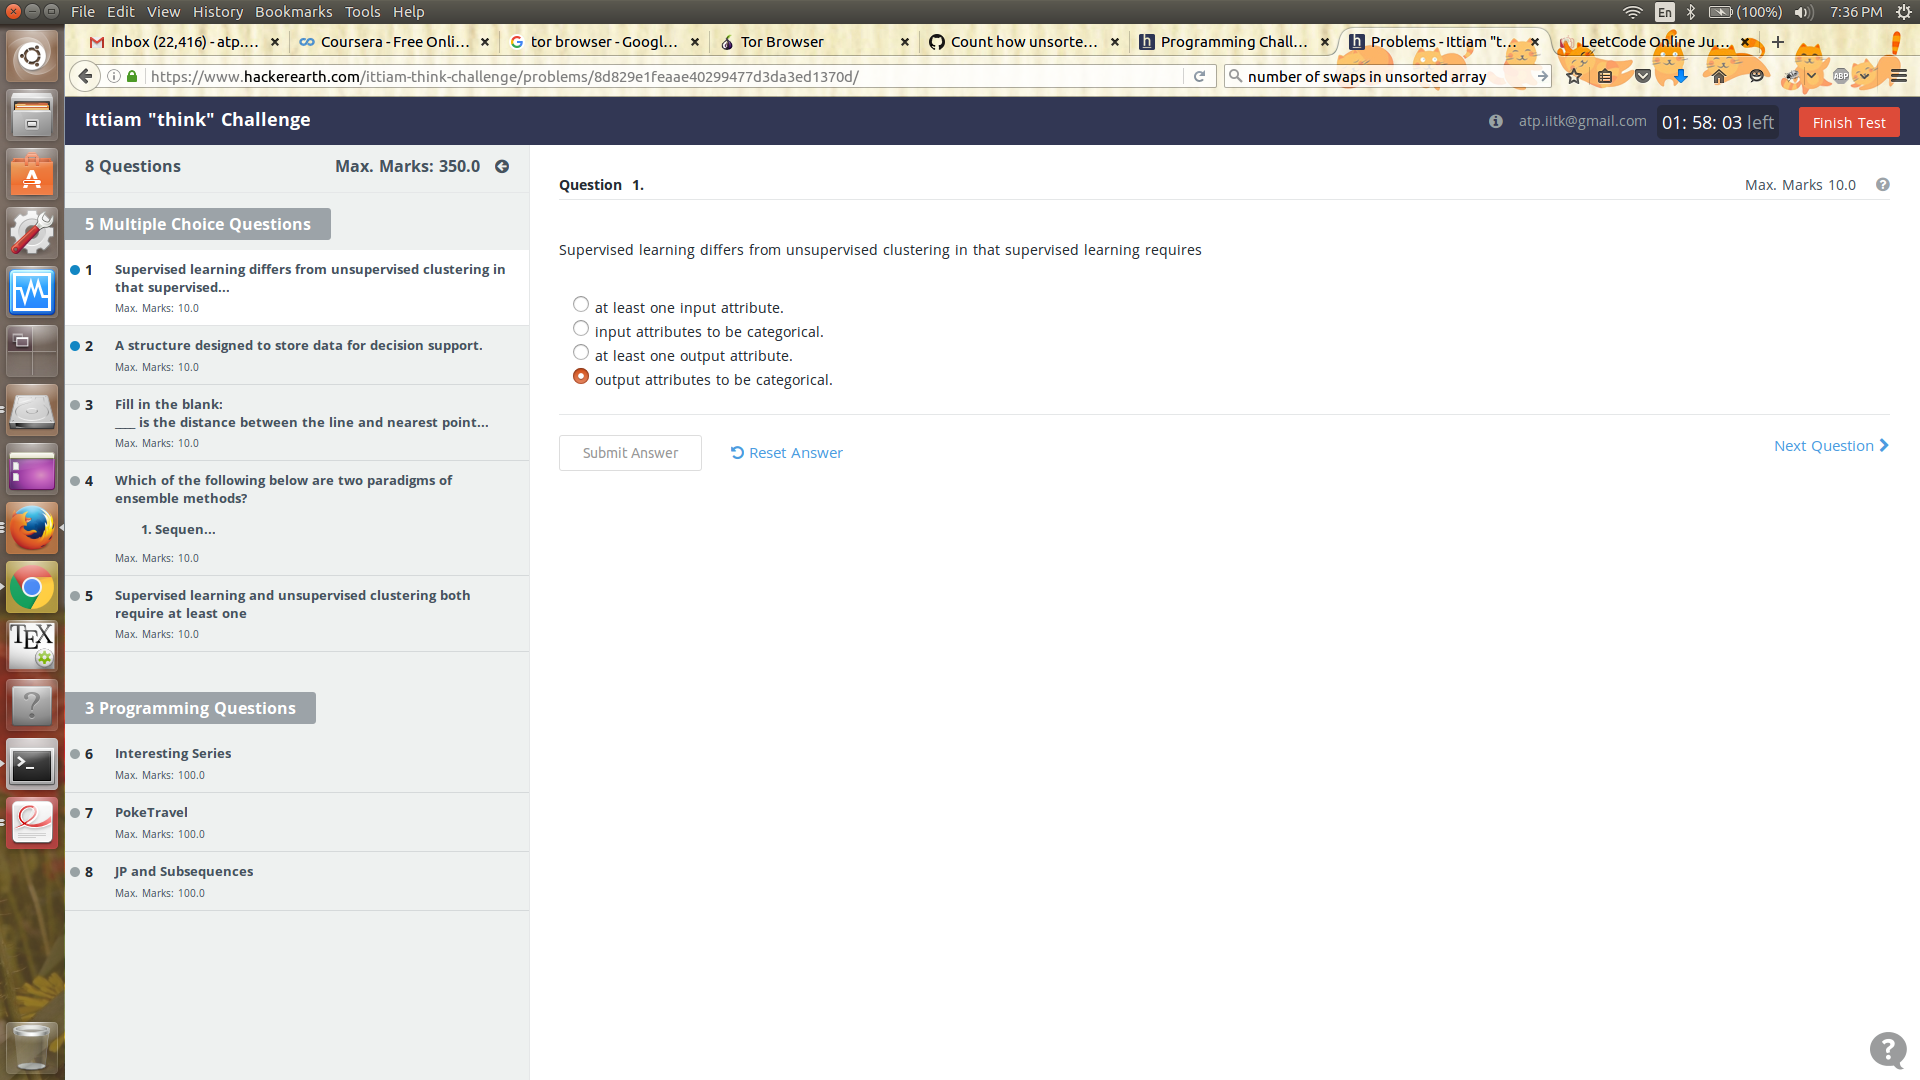 File Edit View History Bookmarks Tools Help
En (100%) 7:36 PM
Inbox (22,416) - atp.... Coursera - Free Onli... tor browser - Googl... Tor Browser Count how unsorte... Programming Chall... Problems - Ittiam "t... LeetCode Online Ju...
https://www.hackerearth.com/ittiam-think-challenge/problems/8d829e1feaae40299477d3da3ed1370d/
number of swaps in unsorted array
ABP
Ittiam "think" Challenge
atp.iitk@gmail.com
01: 58: 03 left
Finish Test
8 Questions
Max. Marks: 350.0
5 Multiple Choice Questions
1 Supervised learning differs from unsupervised clustering in
that supervised...
Max. Marks: 10.0
2 A structure designed to store data for decision support.
Max. Marks: 10.0
3 Fill in the blank:
___ is the distance between the line and nearest point...
Max. Marks: 10.0
4 Which of the following below are two paradigms of
ensemble methods?
1. Sequen...
Max. Marks: 10.0
5 Supervised learning and unsupervised clustering both
require at least one
Max. Marks: 10.0
3 Programming Questions
6 Interesting Series
Max. Marks: 100.0
7 PokeTravel
Max. Marks: 100.0
8 JP and Subsequences
Max. Marks: 100.0
Question 1.
Max. Marks 10.0
Supervised learning differs from unsupervised clustering in that supervised learning requires
at least one input attribute.
input attributes to be categorical.
at least one output attribute.
output attributes to be categorical.
Submit Answer
Reset Answer
Next Question
TEX